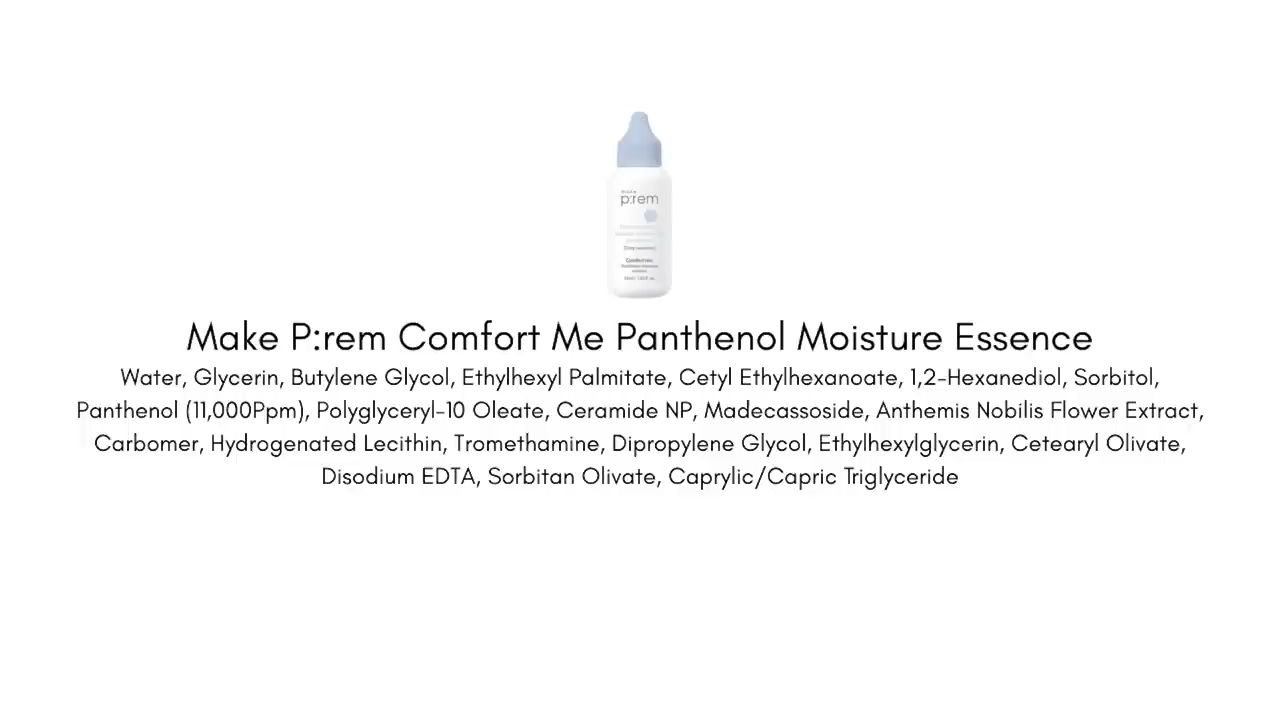 make
p:rem
Make P:rem Comfort Me Panthenol Moisture Essence
Water, Glycerin, Butylene Glycol, Ethylhexyl Palmitate, Cetyl Ethylhexanoate, 1,2-Hexanediol, Sorbitol,
Panthenol (11,000Ppm), Polyglyceryl-10 Oleate, Ceramide NP, Madecassoside, Anthemis Nobilis Flower Extract,
Carbomer, Hydrogenated Lecithin, Tromethamine, Dipropylene Glycol, Ethylhexylglycerin, Cetearyl Olivate,
Disodium EDTA, Sorbitan Olivate, Caprylic/Capric Triglyceride